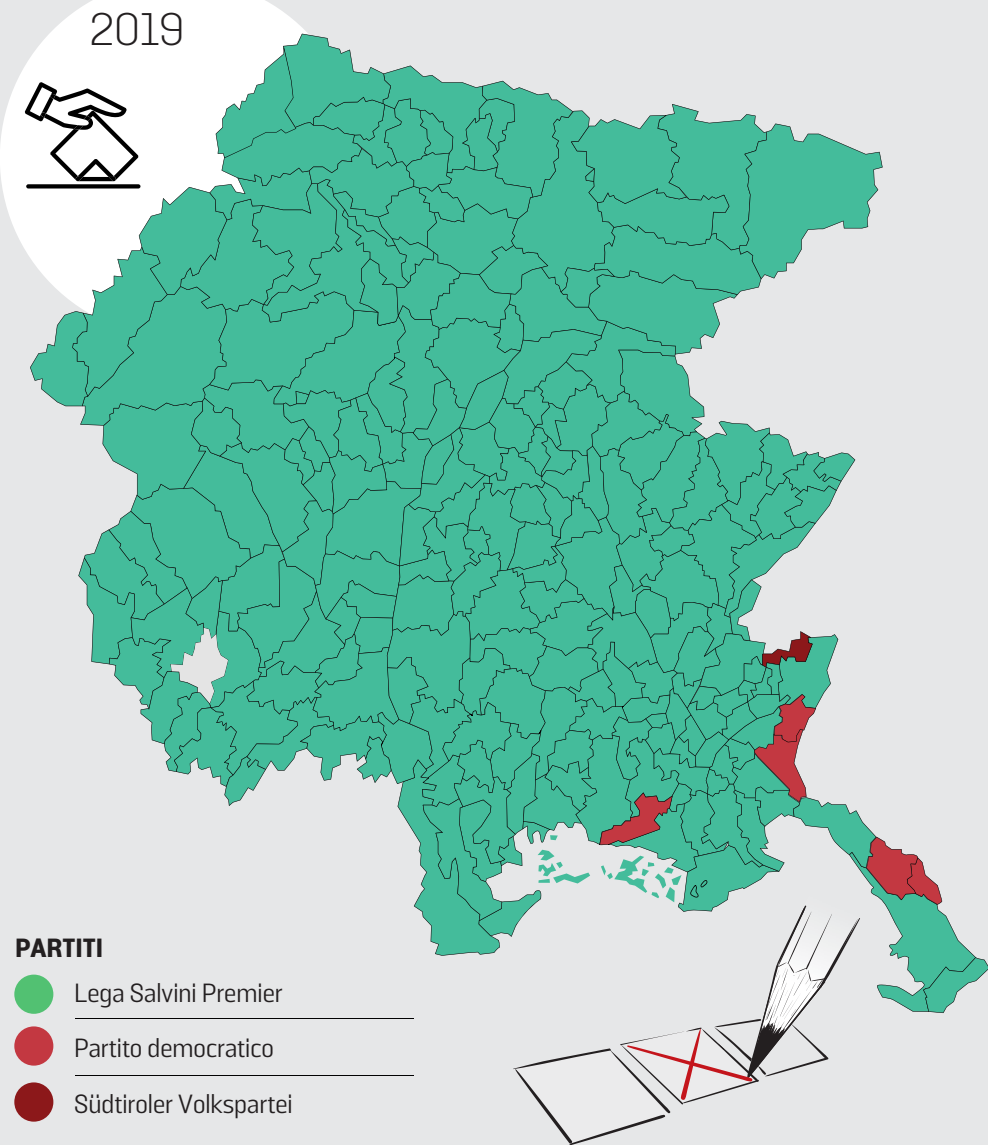 2019
PARTITI
Lega Salvini Premier
Partito democratico
Südtiroler Volkspartei